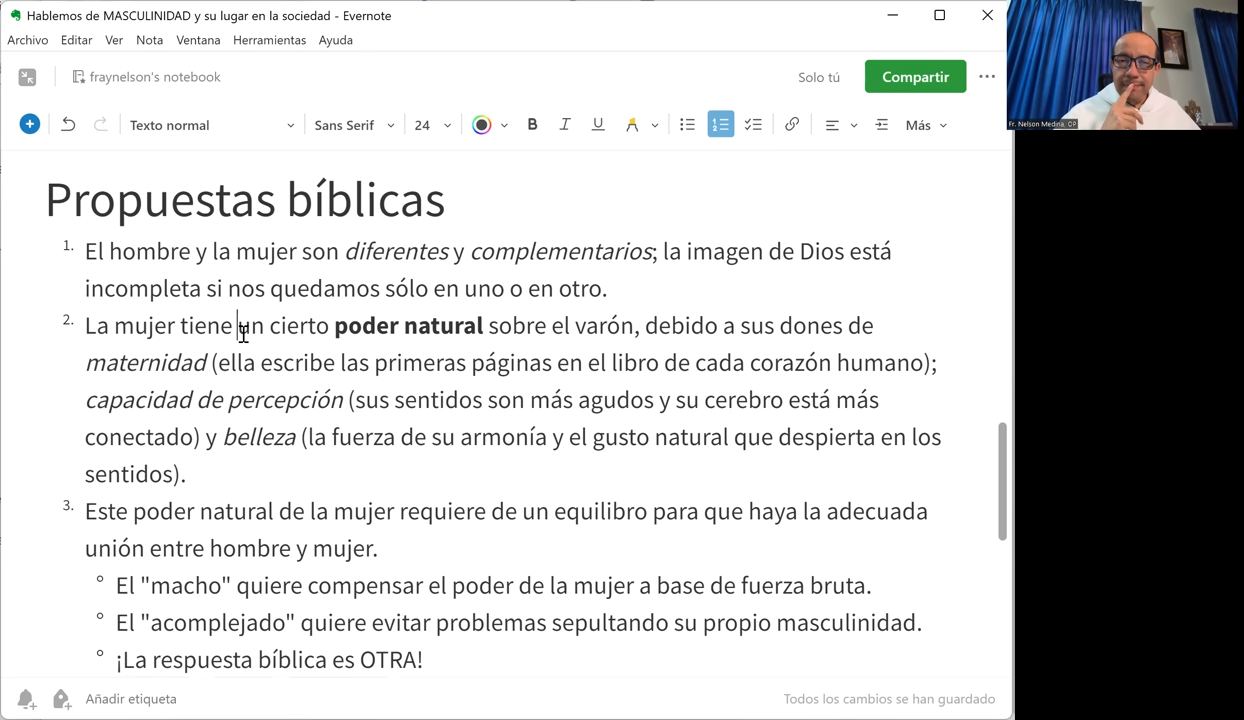 Hablemos de MASCULINIDAD y su lugar en la sociedad - Evernote
Archivo Editar Ver Nota Ventana Herramientas Ayuda
fraynelson's notebook
Solo tú
Compartir
Texto normal
Sans Serif
24
B I U
Más
Propuestas bíblicas
1. El hombre y la mujer son diferentes y complementarios; la imagen de Dios está
incompleta si nos quedamos sólo en uno o en otro.
2. La mujer tiene un cierto poder natural sobre el varón, debido a sus dones de
maternidad (ella escribe las primeras páginas en el libro de cada corazón humano);
capacidad de percepción (sus sentidos son más agudos y su cerebro está más
conectado) y belleza (la fuerza de su armonía y el gusto natural que despierta en los
sentidos).
3. Este poder natural de la mujer requiere de un equilibro para que haya la adecuada
unión entre hombre y mujer.
° El "macho" quiere compensar el poder de la mujer a base de fuerza bruta.
° El "acomplejado" quiere evitar problemas sepultando su propio masculinidad.
° ¡La respuesta bíblica es OTRA!
Añadir etiqueta
Todos los cambios se han guardado
Fr. Nelson Medina, OP